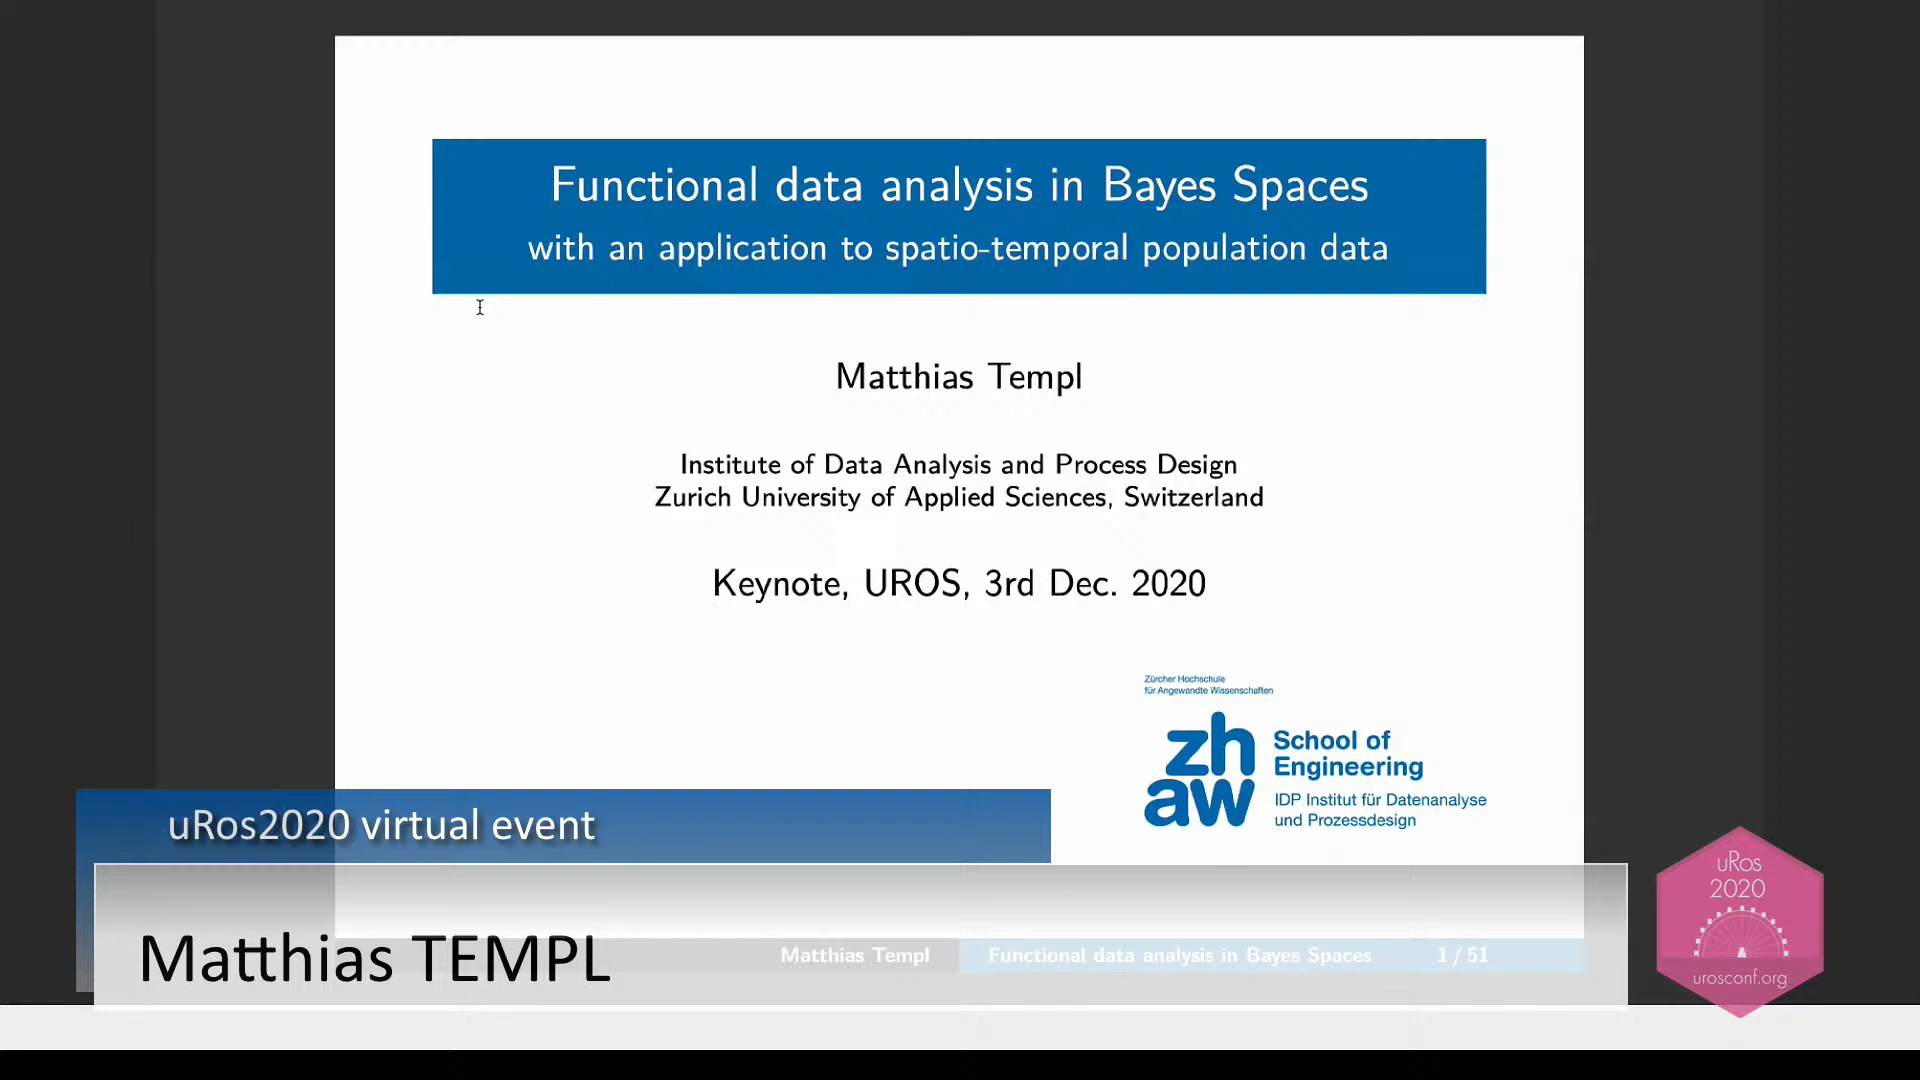 Functional data analysis in Bayes Spaces
with an application to spatio-temporal population data
Matthias Templ
Institute of Data Analysis and Process Design
Zurich University of Applied Sciences, Switzerland
Keynote, UROS, 3rd Dec. 2020
Zürcher Hochschule
für Angewandte Wissenschaften
zh
aw
School of
Engineering
IDP Institut für Datenanalyse
und Prozessdesign
uRos2020 virtual event
Matthias TEMPL
Matthias Templ
Functional data analysis in Bayes Spaces
1 / 51
uRos
2020
urosconf.org